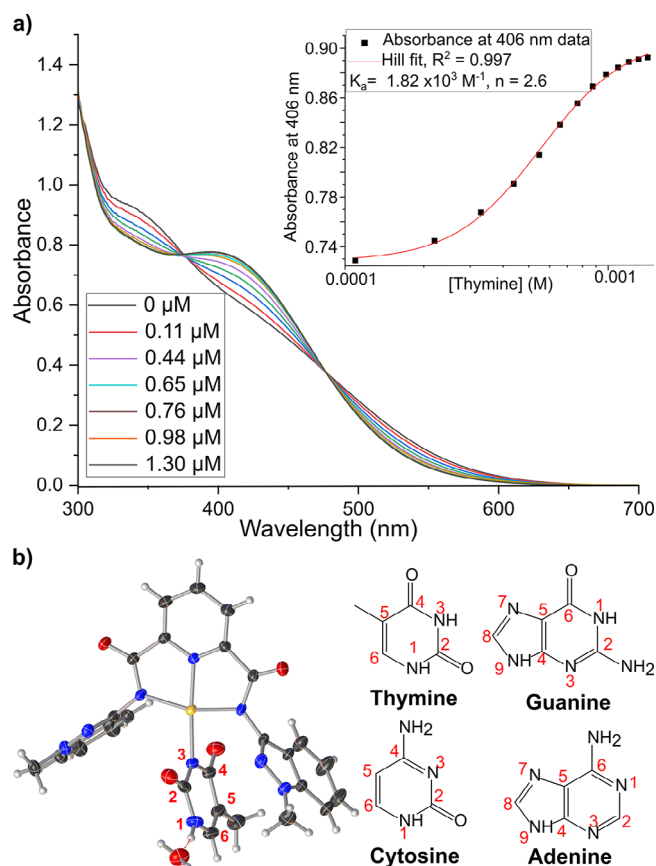 a)
Absorbance
1.4
1.2
1.0
0.8
0.6
0.4
0.2
0.0
300
400
500
600
700
Wavelength (nm)
0 µM
0.11 µM
0.44 µM
0.65 µM
0.76 µM
0.98 µM
1.30 µM
Absorbance at 406 nm
0.90
0.86
0.82
0.78
0.74
0.0001
0.001
[Thymine] (M)
Absorbance at 406 nm data
Hill fit, R² = 0.997
Kₐ= 1.82 x10³ M⁻¹, n = 2.6
b)
3
4
2
5
1
6
O
4
5
NH
3
2
6
1
NH
O
Thymine
O
N
7
5
6
1
NH
8
N
H
9
4
N
3
2
NH₂
Guanine
NH₂
4
5
3
N
6
2
N
H
1
O
Cytosine
NH₂
N
7
5
6
N
1
8
N
H
9
4
3
N
2
Adenine